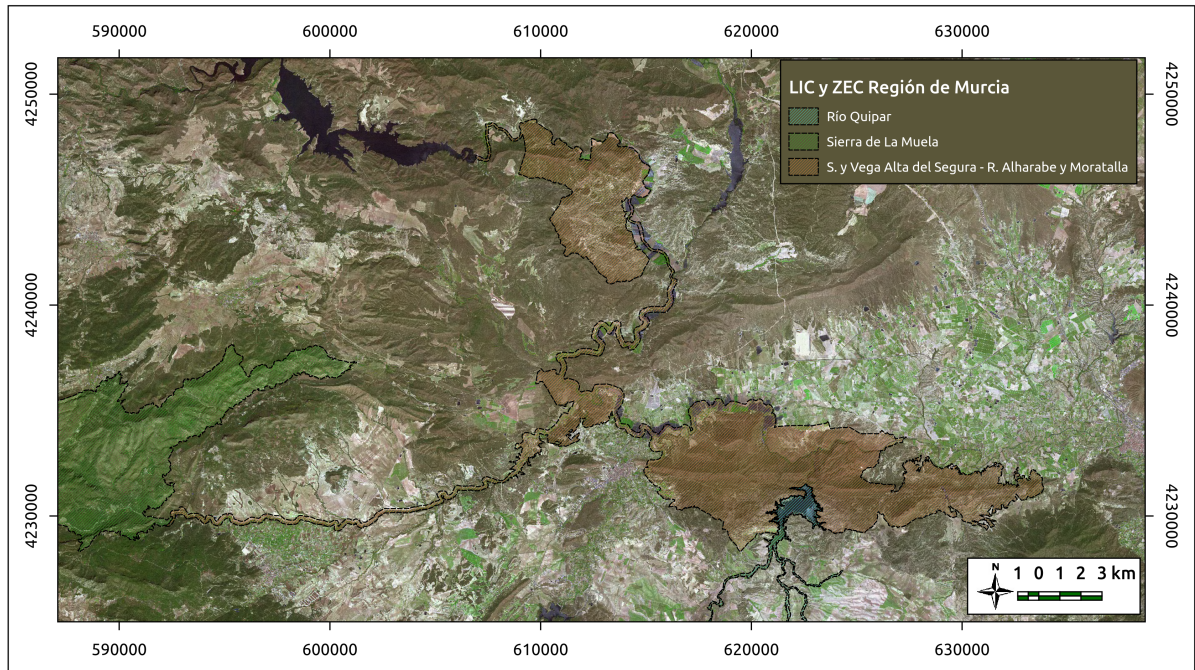 590000 600000 610000 620000 630000
4250000
4240000
4230000
4250000
4240000
4230000
LIC y ZEC Región de Murcia
Río Quipar
Sierra de La Muela
S. y Vega Alta del Segura - R. Alharabe y Moratalla
N
1 0 1 2 3 km
590000 600000 610000 620000 630000